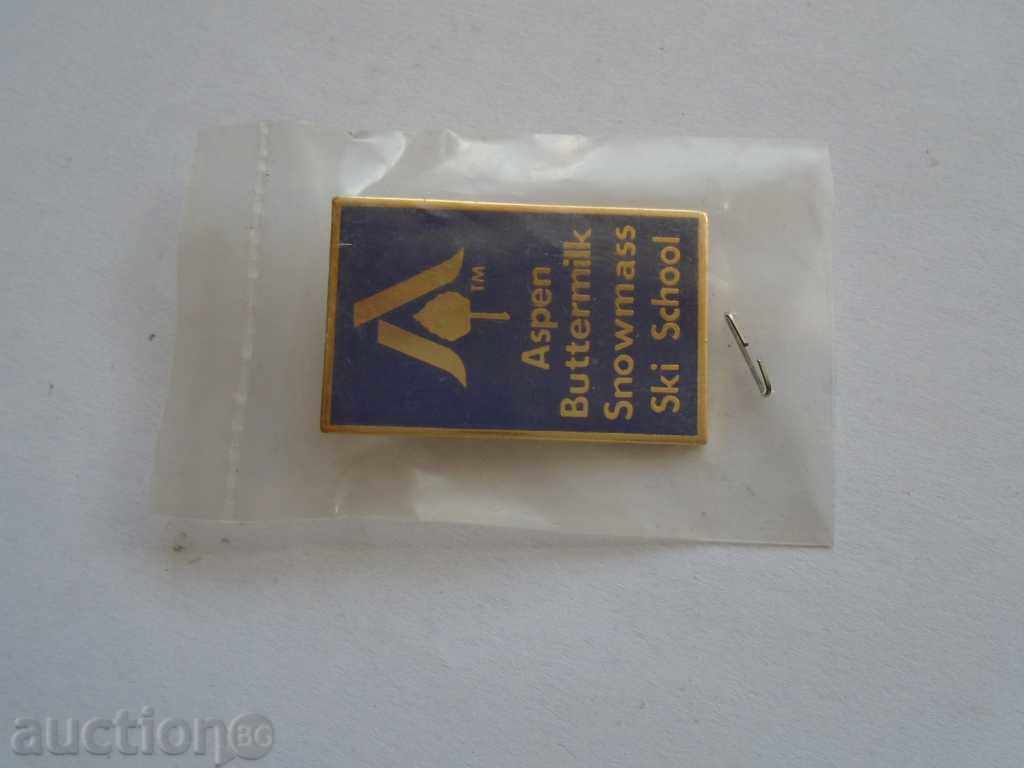 TM
Aspen
Buttermilk
Snowmass
Ski School
auction BG